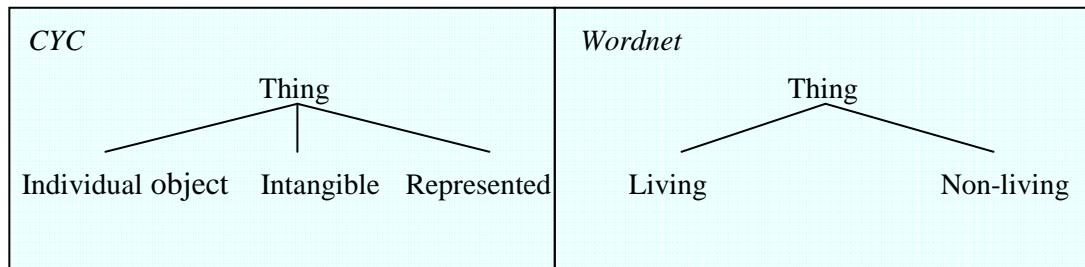 CYC
Thing
Individual object Intangible Represented
Wordnet
Thing
Living Non-living